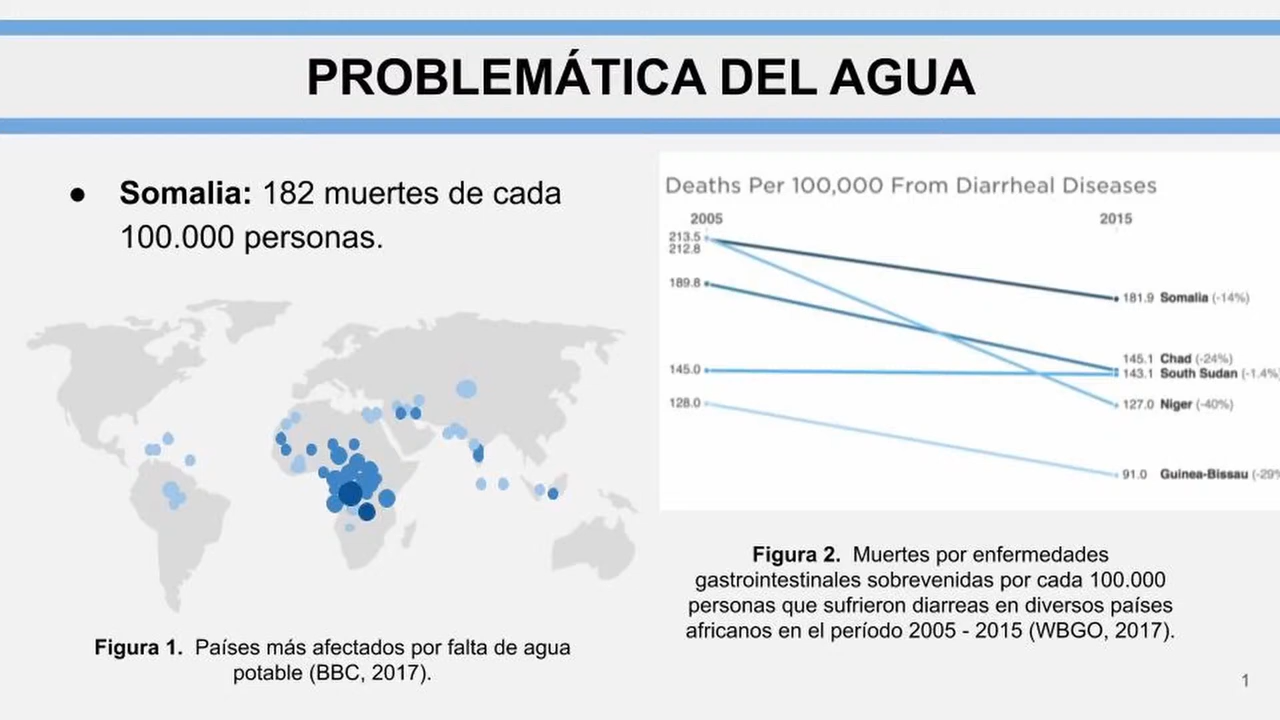 PROBLEMÁTICA DEL AGUA
● Somalia: 182 muertes de cada
100.000 personas.
Figura 1. Países más afectados por falta de agua
potable (BBC, 2017).
Deaths Per 100,000 From Diarrheal Diseases
2005 2015
213.5
212.8
189.8
181.9 Somalia (-14%)
145.1 Chad (-24%)
145.0
143.1 South Sudan (-1.4%
128.0
127.0 Niger (-40%)
91.0 Guinea-Bissau (-29%
Figura 2. Muertes por enfermedades
gastrointestinales sobrevenidas por cada 100.000
personas que sufrieron diarreas en diversos países
africanos en el período 2005 - 2015 (WBGO, 2017).
1